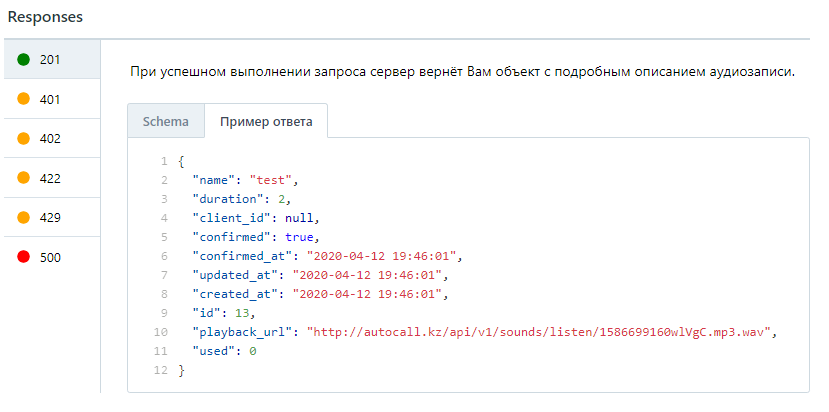 Responses
201
401
402
422
429
500
При успешном выполнении запроса сервер вернёт Вам объект с подробным описанием аудиозаписи.
Schema Пример ответа
1 {
2 "name": "test",
3 "duration": 2,
4 "client_id": null,
5 "confirmed": true,
6 "confirmed_at": "2020-04-12 19:46:01",
7 "updated_at": "2020-04-12 19:46:01",
8 "created_at": "2020-04-12 19:46:01",
9 "id": 13,
10 "playback_url": "http://autocall.kz/api/v1/sounds/listen/1586699160wlVgC.mp3.wav",
11 "used": 0
12 }